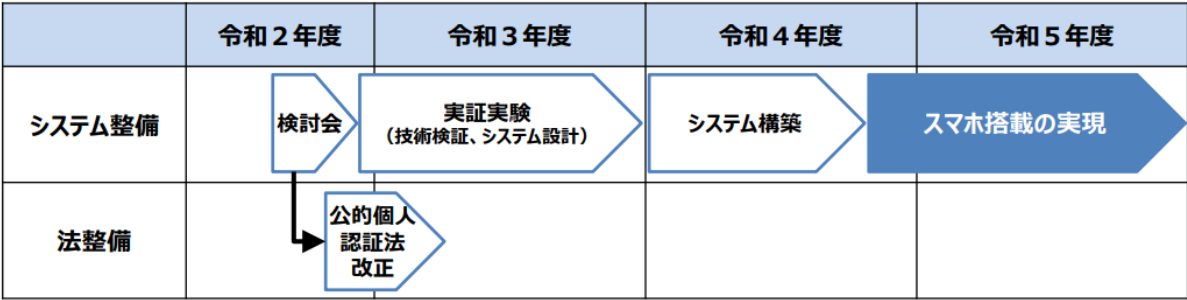 令和２年度
令和３年度
令和４年度
令和５年度
システム整備
検討会
実証実験
（技術検証、システム設計）
システム構築
スマホ搭載の実現
法整備
公的個人
認証法
改正